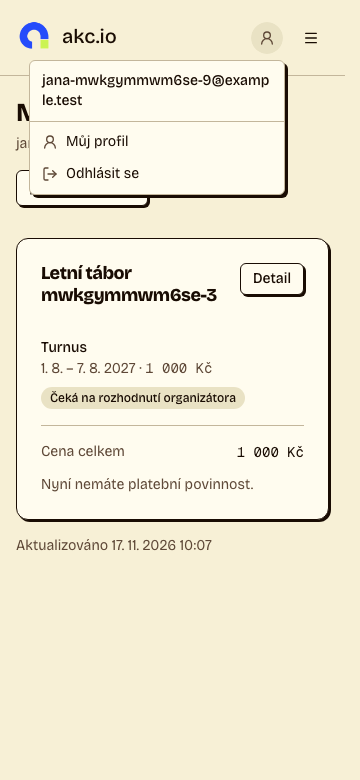 akc.io
jana-mwkgymmwm6se-9@examp
le.test
Můj profil
Odhlásit se
Letní tábor
mwkgymmwm6se-3
Detail
Turnus
1. 8. – 7. 8. 2027 · 1 000 Kč
Čeká na rozhodnutí organizátora
Cena celkem
1 000 Kč
Nyní nemáte platební povinnost.
Aktualizováno 17. 11. 2026 10:07